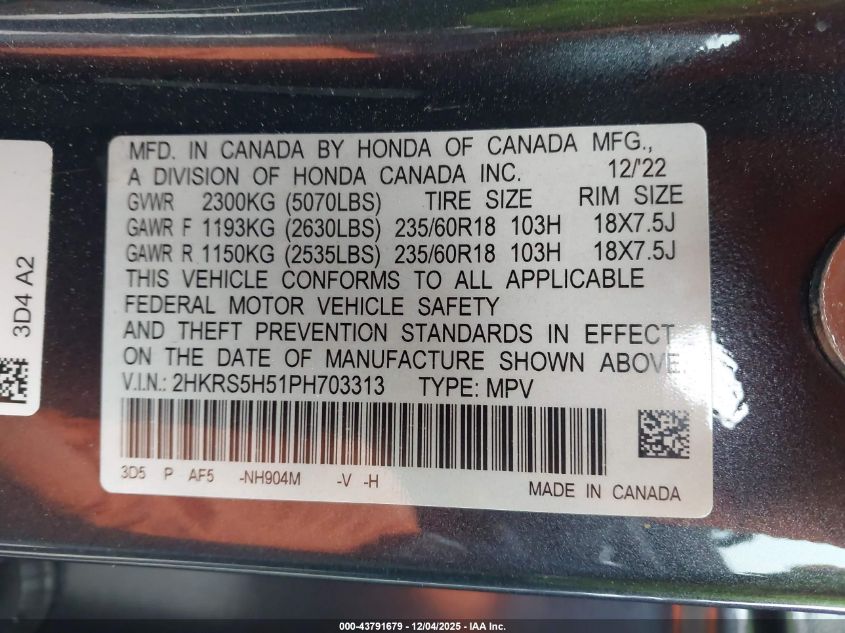 MFD. IN CANADA BY HONDA OF CANADA MFG.,
A DIVISION OF HONDA CANADA INC. 12/'22
GVWR 2300KG (5070LBS) TIRE SIZE RIM SIZE
GAWR F 1193KG (2630LBS) 235/60R18 103H 18X7.5J
GAWR R 1150KG (2535LBS) 235/60R18 103H 18X7.5J
THIS VEHICLE CONFORMS TO ALL APPLICABLE
FEDERAL MOTOR VEHICLE SAFETY
AND THEFT PREVENTION STANDARDS IN EFFECT
ON THE DATE OF MANUFACTURE SHOWN ABOVE.
V.I.N.: 2HKRS5H51PH703313 TYPE: MPV
3D5 P AF5 -NH904M -V -H
MADE IN CANADA
3D4 A2
000-43791679 - 12/04/2025 - IAA Inc.